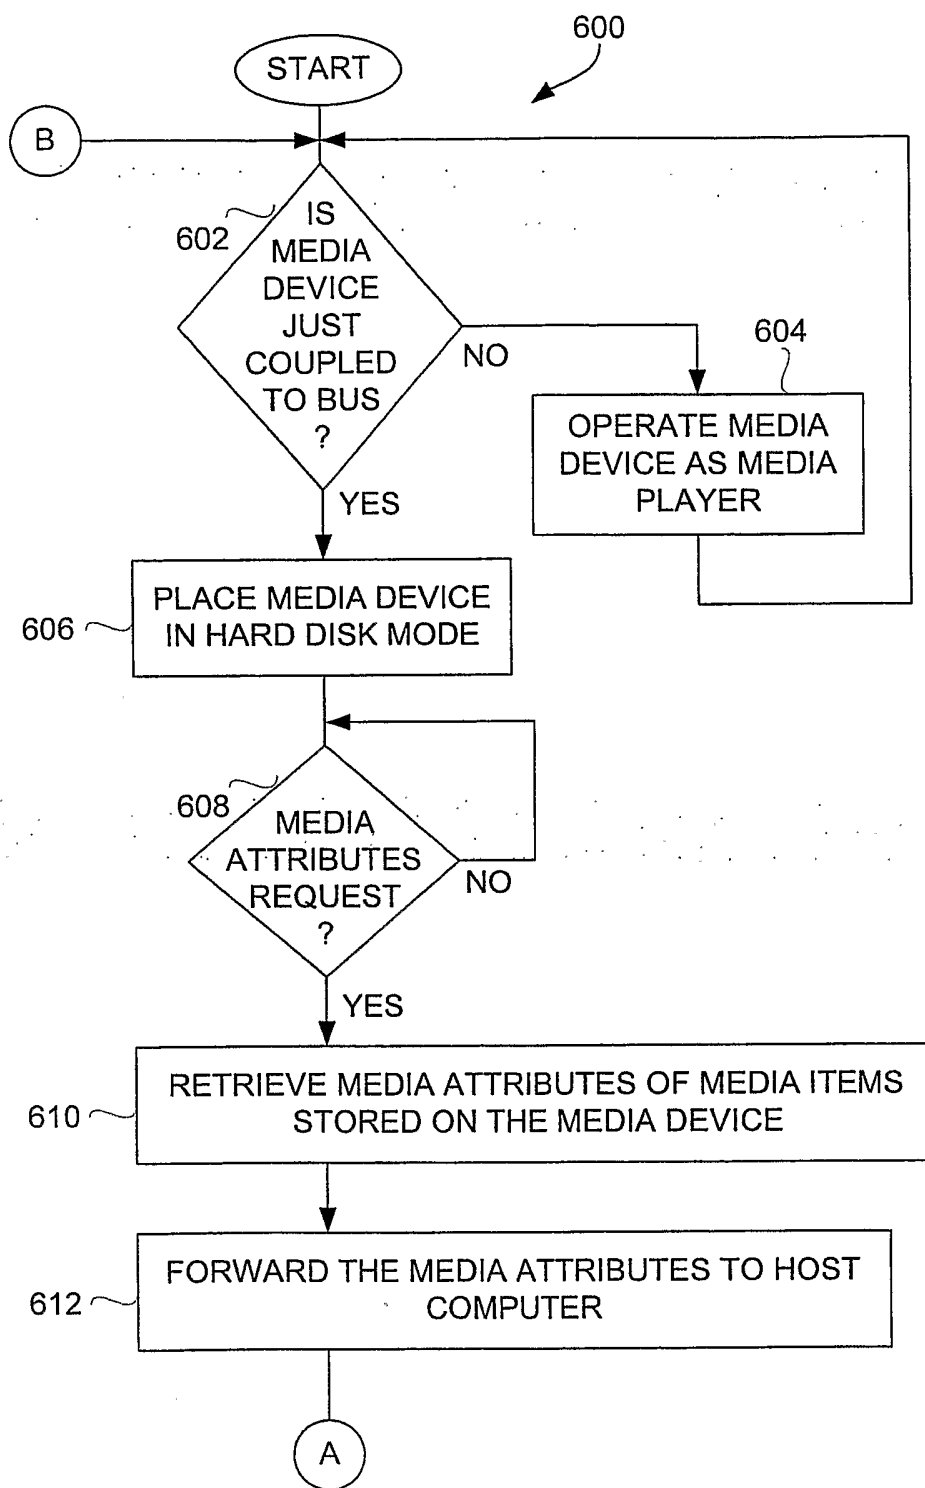 600
START
B
602
IS
MEDIA
DEVICE
JUST
COUPLED
TO BUS
?
NO
604
OPERATE MEDIA
DEVICE AS MEDIA
PLAYER
YES
606
PLACE MEDIA DEVICE
IN HARD DISK MODE
608
MEDIA
ATTRIBUTES
REQUEST
?
NO
YES
610
RETRIEVE MEDIA ATTRIBUTES OF MEDIA ITEMS
STORED ON THE MEDIA DEVICE
612
FORWARD THE MEDIA ATTRIBUTES TO HOST
COMPUTER
A